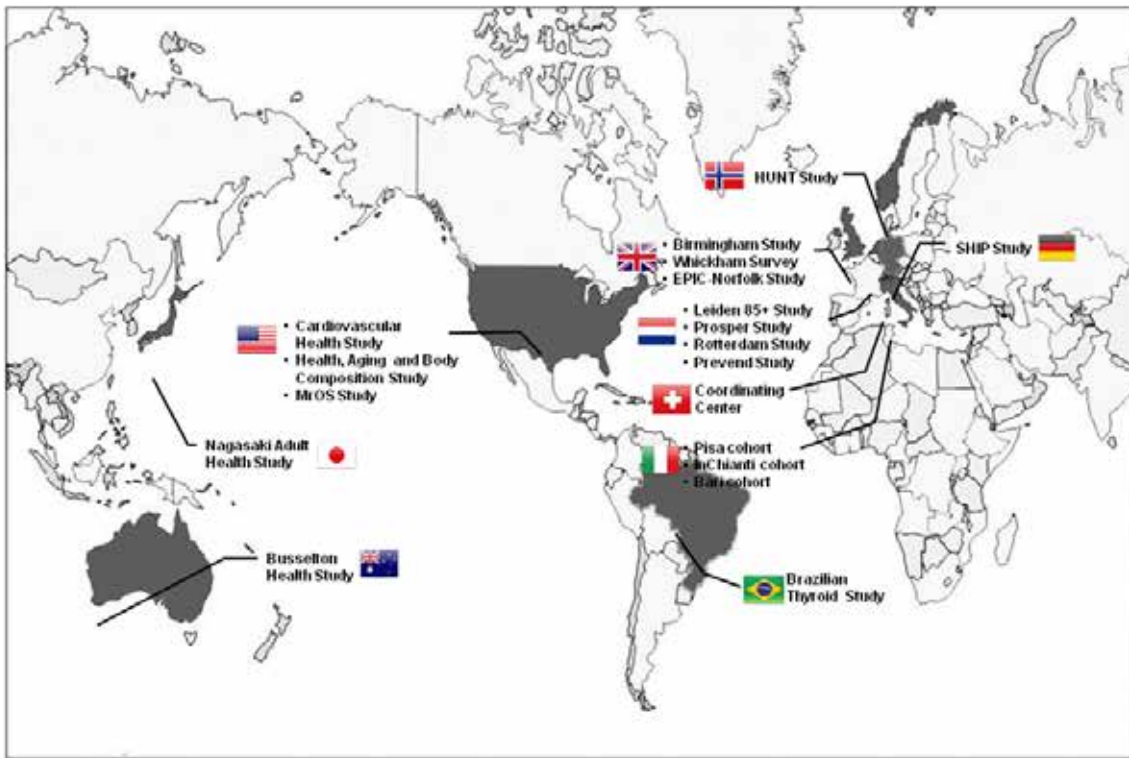 HUNT Study
• Birmingham Study
• Whickham Survey
• EPIC-Norfolk Study
SHIP Study
• Leiden 85+ Study
• Prosper Study
• Rotterdam Study
• Prevend Study
• Cardiovascular
Health Study
• Health, Aging and Body
Composition Study
• MrOS Study
Coordinating
Center
Nagasaki Adult
Health Study
• Pisa cohort
• InChianti cohort
• Bari cohort
Busselton
Health Study
Brazilian
Thyroid Study